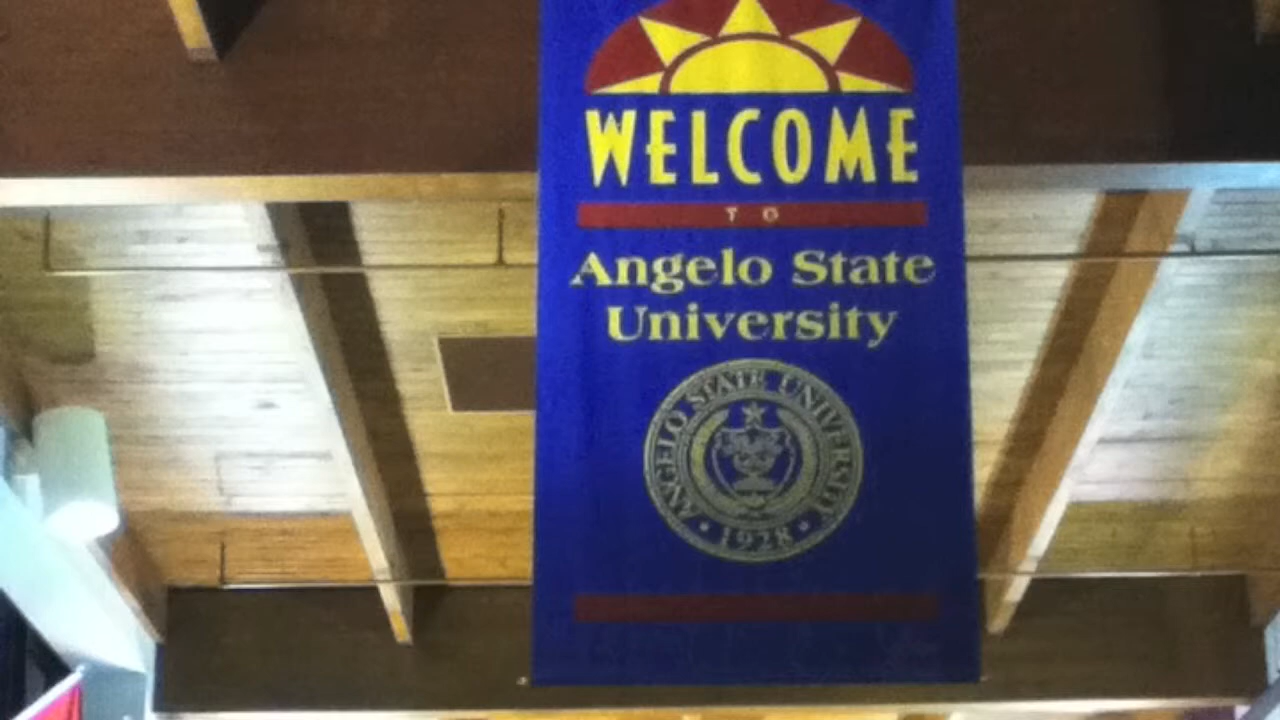 WELCOME
TO
Angelo State
University
ANGELO STATE UNIVERSITY
• 1928 •